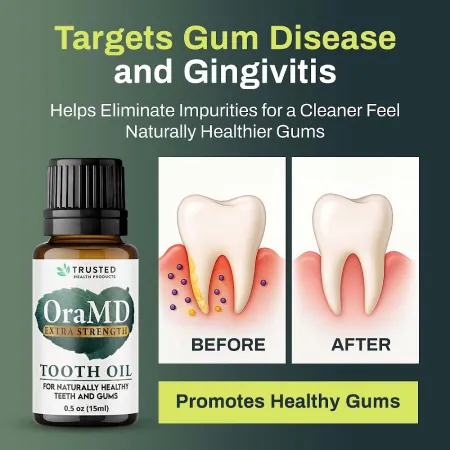 Targets Gum Disease
and Gingivitis
Helps Eliminate Impurities for a Cleaner Feel
Naturally Healthier Gums
TRUSTED
HEALTH PRODUCTS
OraMD
EXTRA STRENGTH
TOOTH OIL
FOR NATURALLY HEALTHY
TEETH AND GUMS
0.5 oz (15ml)
BEFORE
AFTER
Promotes Healthy Gums